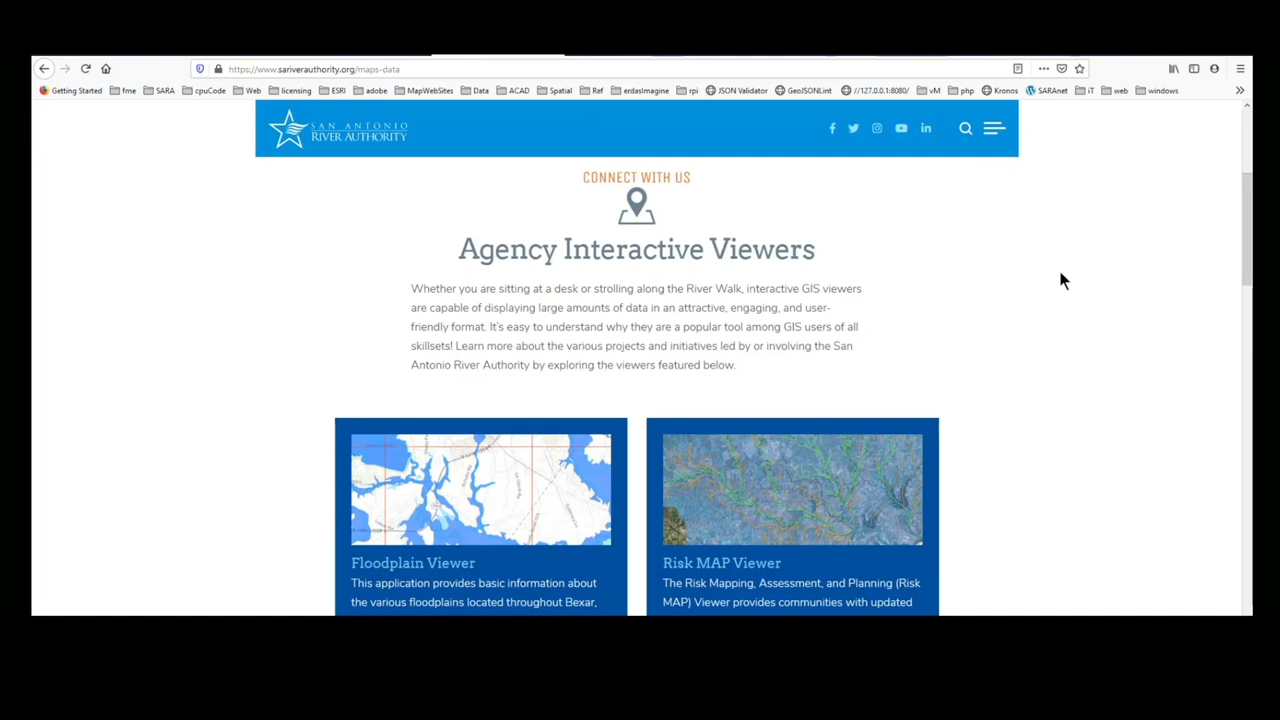 https://www.sariverauthority.org/maps-data
Getting Started fme SARA cpuCode Web licensing ESRI adobe MapWebSites Data ACAD Spatial Ref erdasImagine rpi JSON Validator GeoJSONLint //127.0.0.1:8080/ vM php Kronos SARAnet iT web windows
SAN ANTONIO
RIVER AUTHORITY
CONNECT WITH US
Agency Interactive Viewers
Whether you are sitting at a desk or strolling along the River Walk, interactive GIS viewers
are capable of displaying large amounts of data in an attractive, engaging, and user-
friendly format. It's easy to understand why they are a popular tool among GIS users of all
skillsets! Learn more about the various projects and initiatives led by or involving the San
Antonio River Authority by exploring the viewers featured below.
Floodplain Viewer
This application provides basic information about
the various floodplains located throughout Bexar,
Risk MAP Viewer
The Risk Mapping, Assessment, and Planning (Risk
MAP) Viewer provides communities with updated